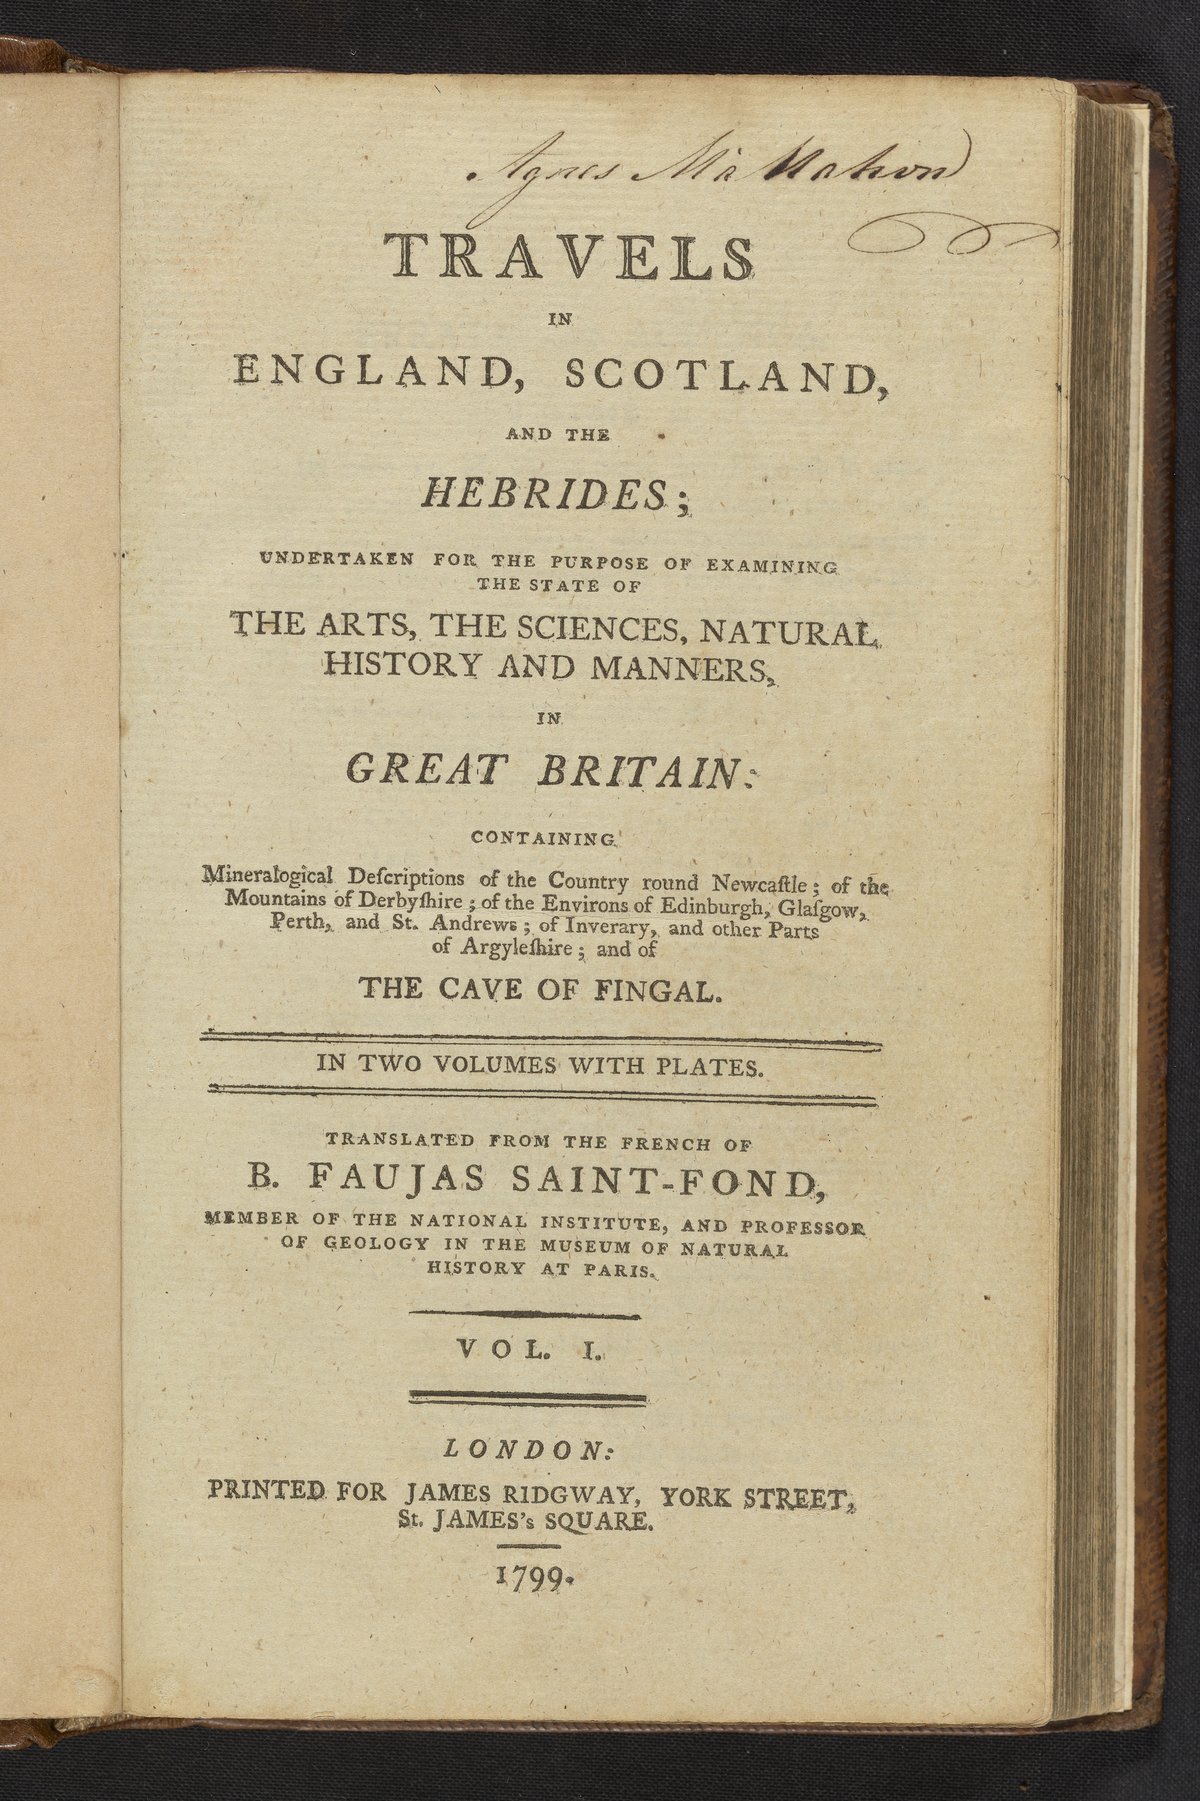 Agnes McMahon
TRAVELS
IN
ENGLAND, SCOTLAND,
AND THE
HEBRIDES;
UNDERTAKEN FOR THE PURPOSE OF EXAMINING
THE STATE OF
THE ARTS, THE SCIENCES, NATURAL
HISTORY AND MANNERS,
IN
GREAT BRITAIN:
CONTAINING
Mineralogical Deſcriptions of the Country round Newcaſtle; of the
Mountains of Derbyſhire; of the Environs of Edinburgh, Glaſgow,
Perth, and St. Andrews; of Inverary, and other Parts
of Argyleſhire; and of
THE CAVE OF FINGAL.
IN TWO VOLUMES WITH PLATES.
TRANSLATED FROM THE FRENCH OF
B. FAUJAS SAINT-FOND,
MEMBER OF THE NATIONAL INSTITUTE, AND PROFESSOR
OF GEOLOGY IN THE MUSEUM OF NATURAL
HISTORY AT PARIS.
VOL. I.
LONDON:
PRINTED FOR JAMES RIDGWAY, YORK STREET,
St. JAMES's SQUARE.
1799.